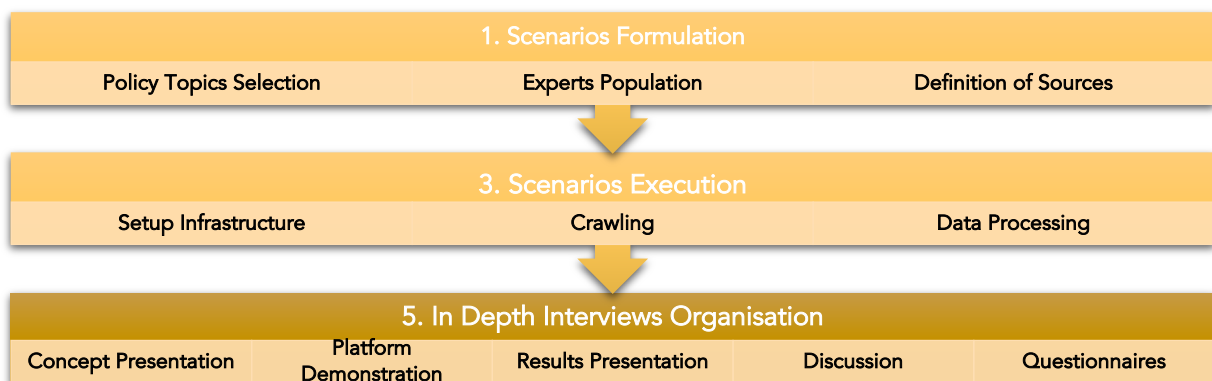 1. Scenarios Formulation
Policy Topics Selection Experts Population Definition of Sources
3. Scenarios Execution
Setup Infrastructure Crawling Data Processing
5. In Depth Interviews Organisation
Concept Presentation Platform Demonstration Results Presentation Discussion Questionnaires